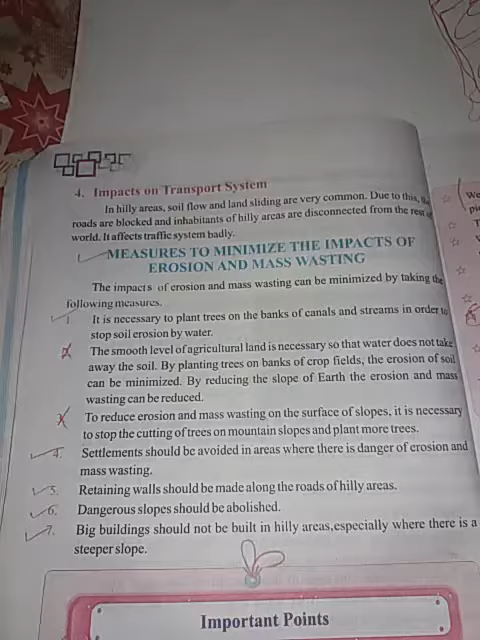 4. Impacts on Transport System
In hilly areas, soil flow and land sliding are very common. Due to this, the
roads are blocked and inhabitants of hilly areas are disconnected from the rest of
world. It affects traffic system badly.
MEASURES TO MINIMIZE THE IMPACTS OF
EROSION AND MASS WASTING
The impacts of erosion and mass wasting can be minimized by taking the
following measures.
1. It is necessary to plant trees on the banks of canals and streams in order to
stop soil erosion by water.
The smooth level of agricultural land is necessary so that water does not take
away the soil. By planting trees on banks of crop fields, the erosion of soil
can be minimized. By reducing the slope of Earth the erosion and mass
wasting can be reduced.
To reduce erosion and mass wasting on the surface of slopes, it is necessary
to stop the cutting of trees on mountain slopes and plant more trees.
4. Settlements should be avoided in areas where there is danger of erosion and
mass wasting.
5. Retaining walls should be made along the roads of hilly areas.
6. Dangerous slopes should be abolished.
7. Big buildings should not be built in hilly areas,especially where there is a
steeper slope.
Important Points
We